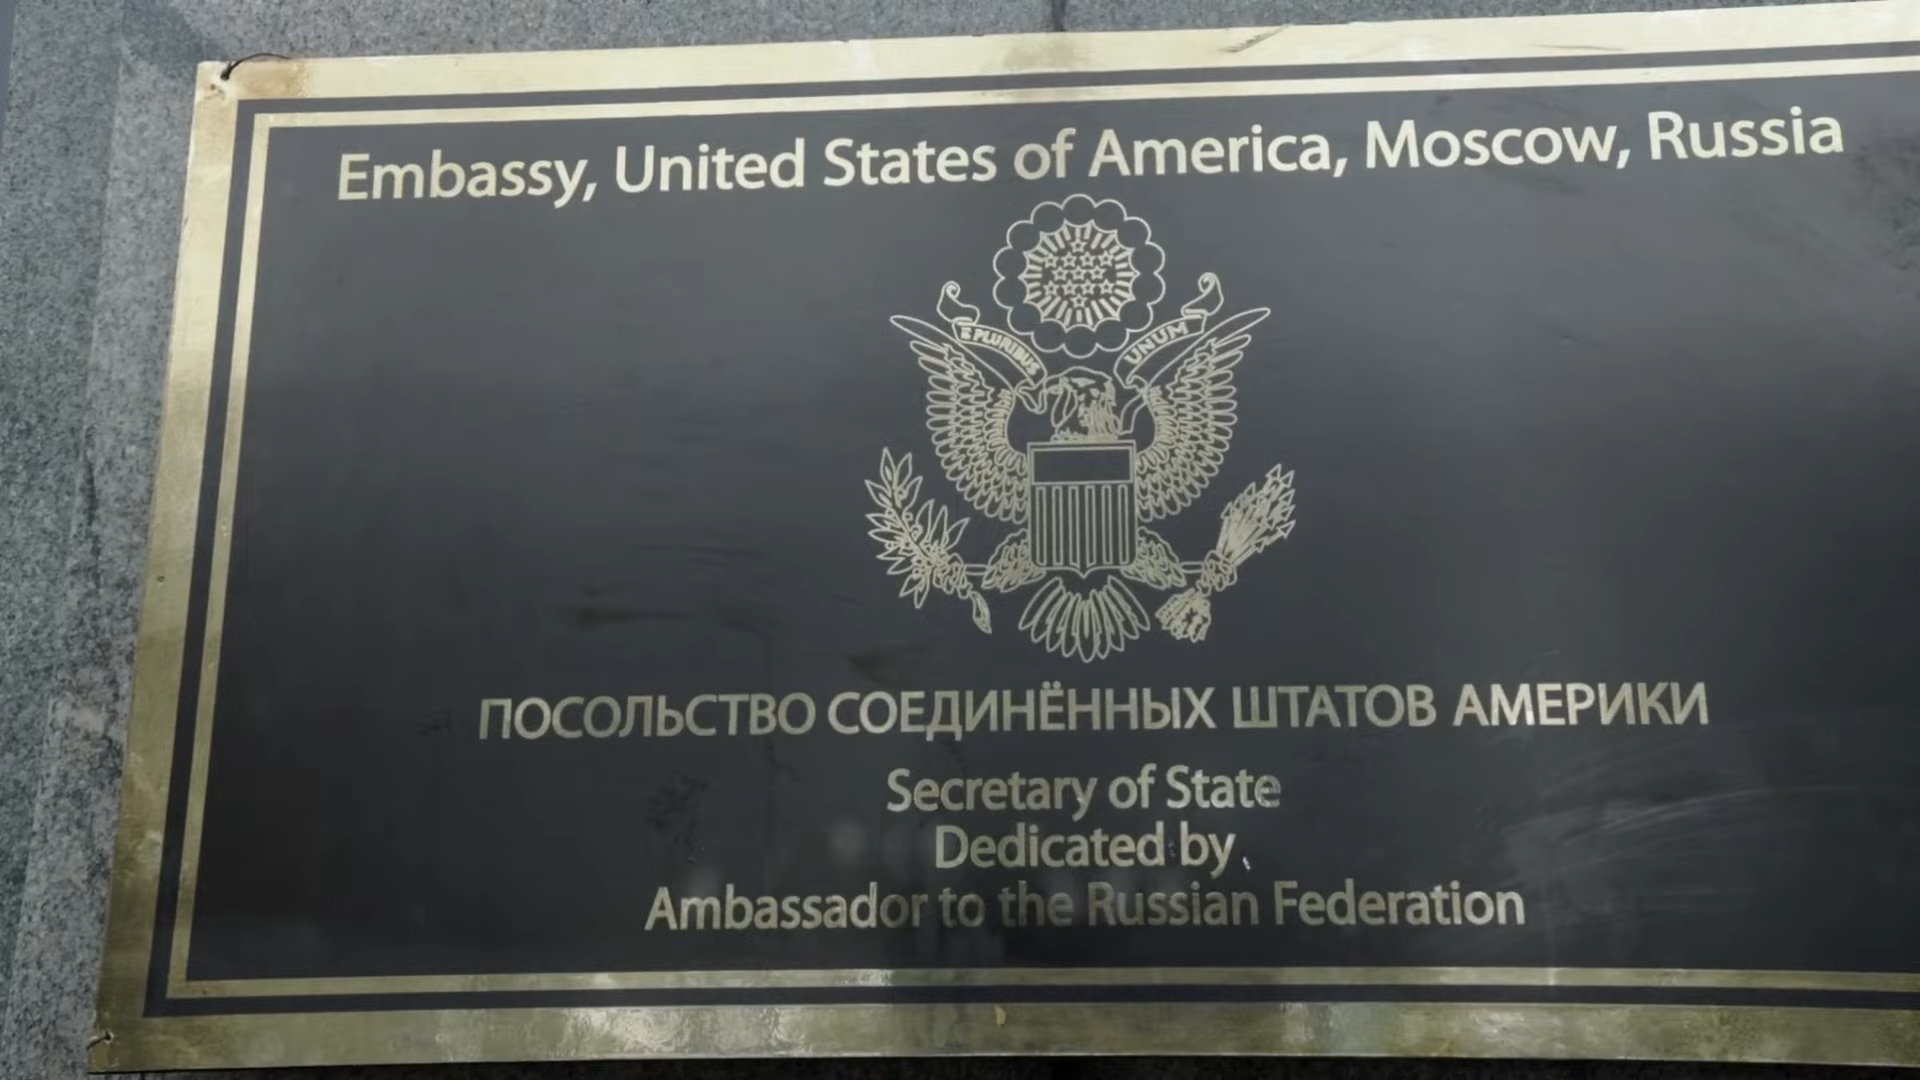 Embassy, United States of America, Moscow, Russia
E PLURIBUS UNUM
ПОСОЛЬСТВО СОЕДИНЁННЫХ ШТАТОВ АМЕРИКИ
Secretary of State
Dedicated by
Ambassador to the Russian Federation